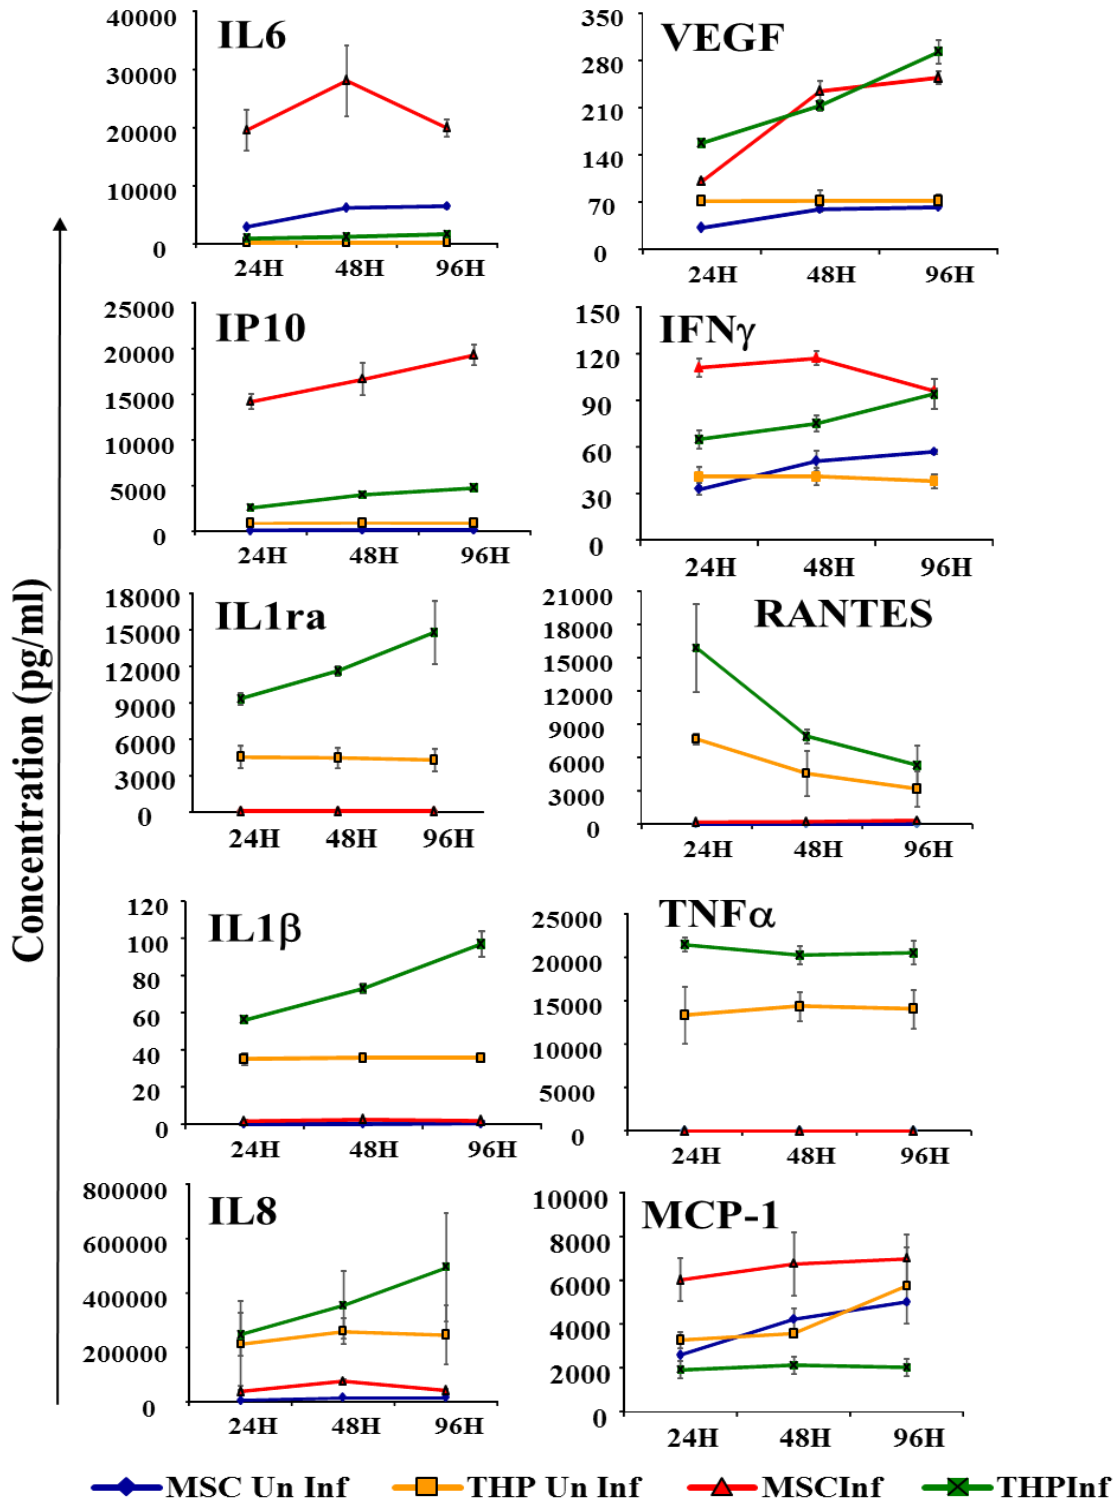 Concentration (pg/ml)
IL6
40000
30000
20000
10000
0
24H 48H 96H
VEGF
350
280
210
140
70
0
24H 48H 96H
IP10
25000
20000
15000
10000
5000
0
24H 48H 96H
IFNγ
150
120
90
60
30
0
24H 48H 96H
IL1ra
18000
15000
12000
9000
6000
3000
0
24H 48H 96H
RANTES
21000
18000
15000
12000
9000
6000
3000
0
24H 48H 96H
IL1β
120
100
80
60
40
20
0
24H 48H 96H
TNFα
25000
20000
15000
10000
5000
0
24H 48H 96H
IL8
800000
600000
400000
200000
0
24H 48H 96H
MCP-1
10000
8000
6000
4000
2000
0
24H 48H 96H
MSC Un Inf THP Un Inf MSCInf THPInf